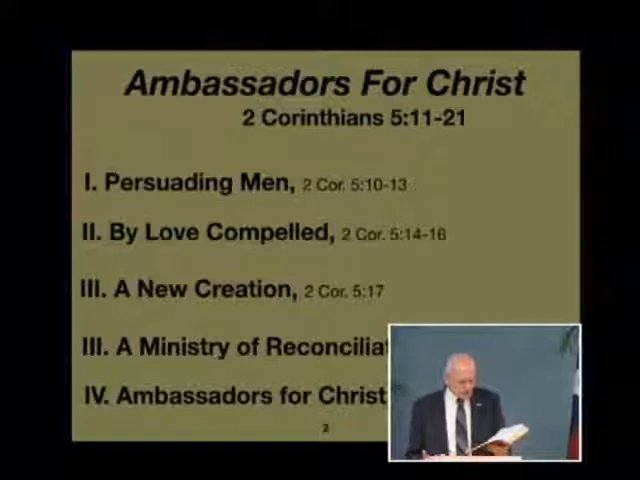 Ambassadors For Christ
2 Corinthians 5:11-21
I. Persuading Men, 2 Cor. 5:10-13
II. By Love Compelled, 2 Cor. 5:14-16
III. A New Creation, 2 Cor. 5:17
III. A Ministry of Reconciliat
IV. Ambassadors for Christ
2